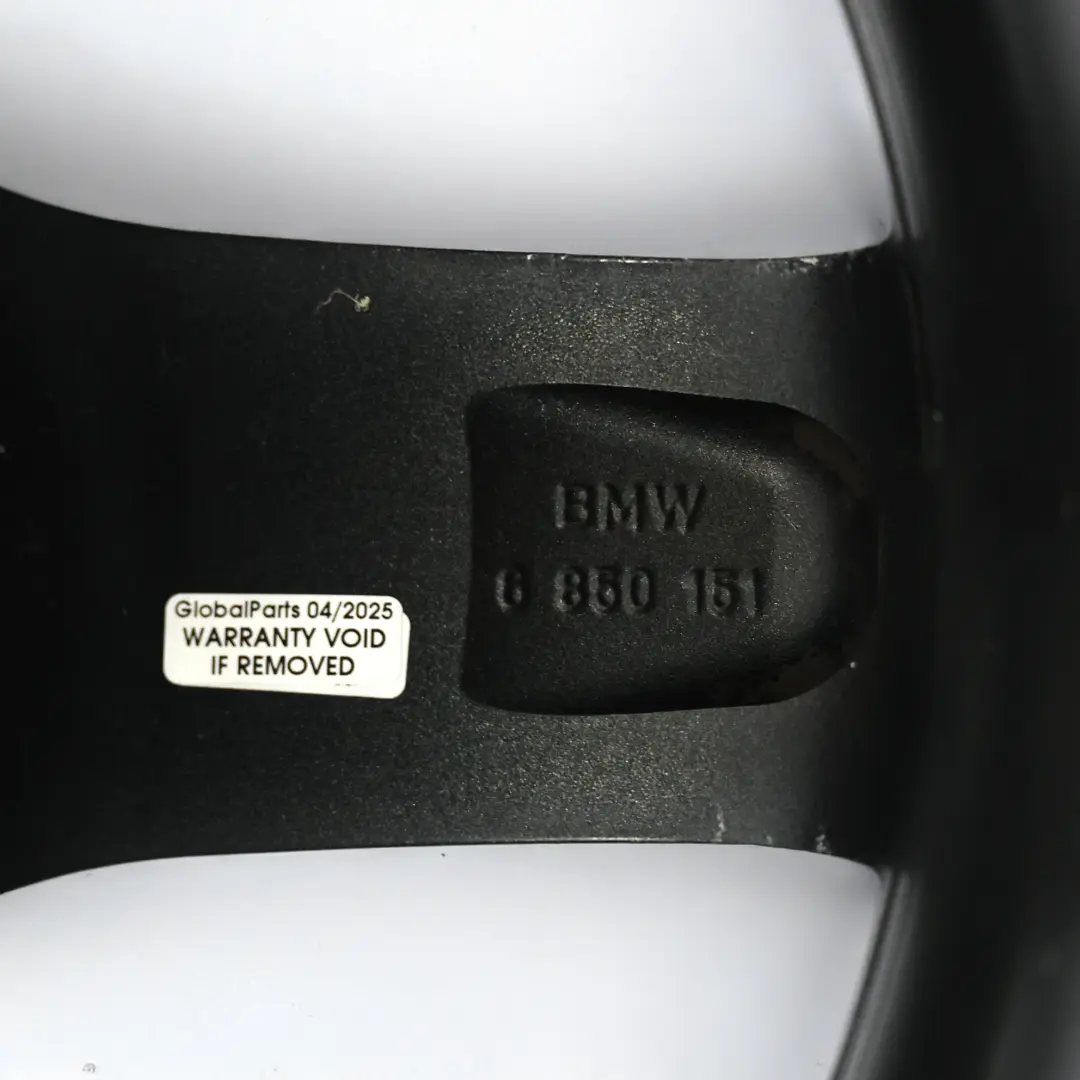 BMW
6 850 151
GlobalParts 04/2025
WARRANTY VOID
IF REMOVED